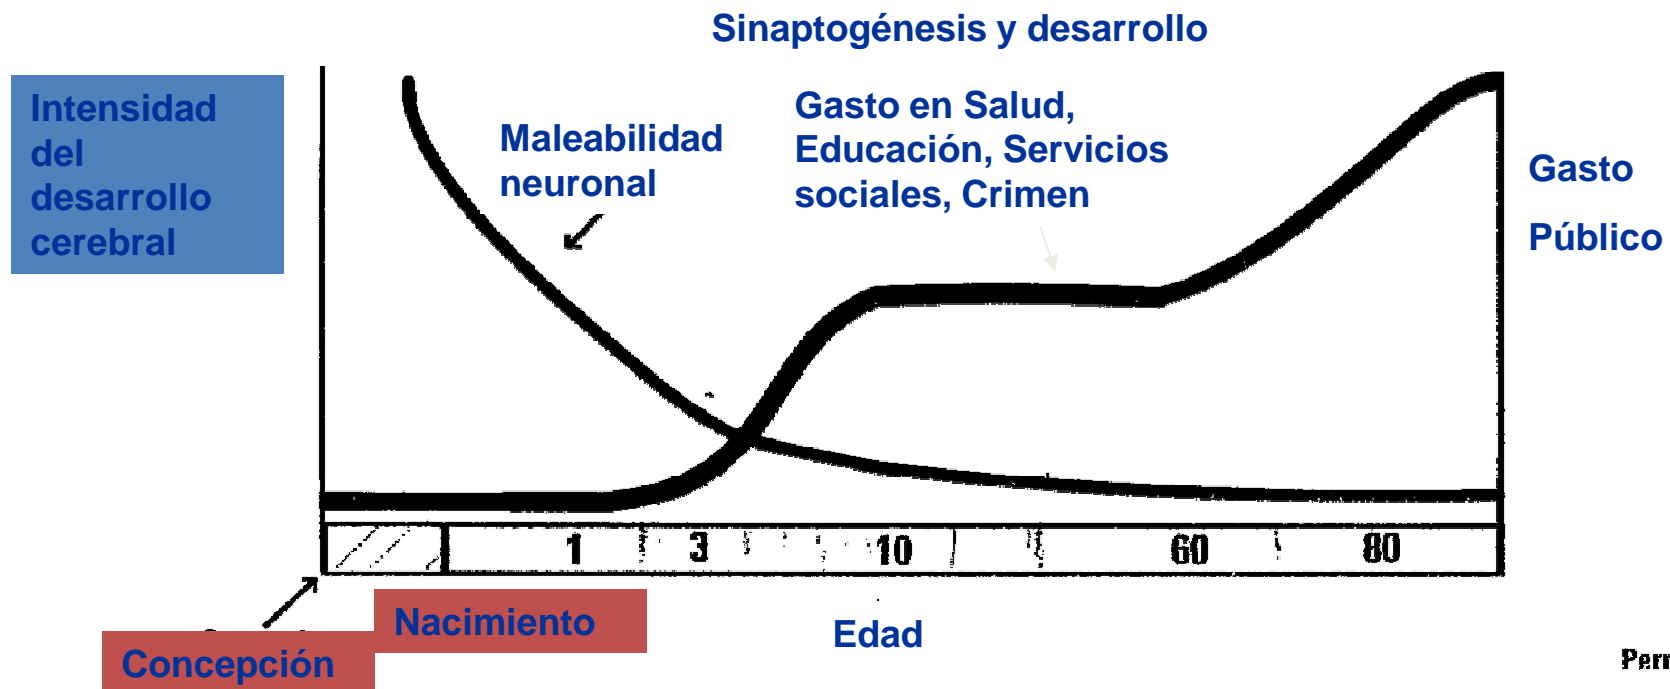 Sinaptogénesis y desarrollo
Intensidad
del
desarrollo
cerebral
Maleabilidad
neuronal
Gasto en Salud,
Educación, Servicios
sociales, Crimen
Gasto
Público
1 3 10 60 80
Nacimiento
Concepción
Edad